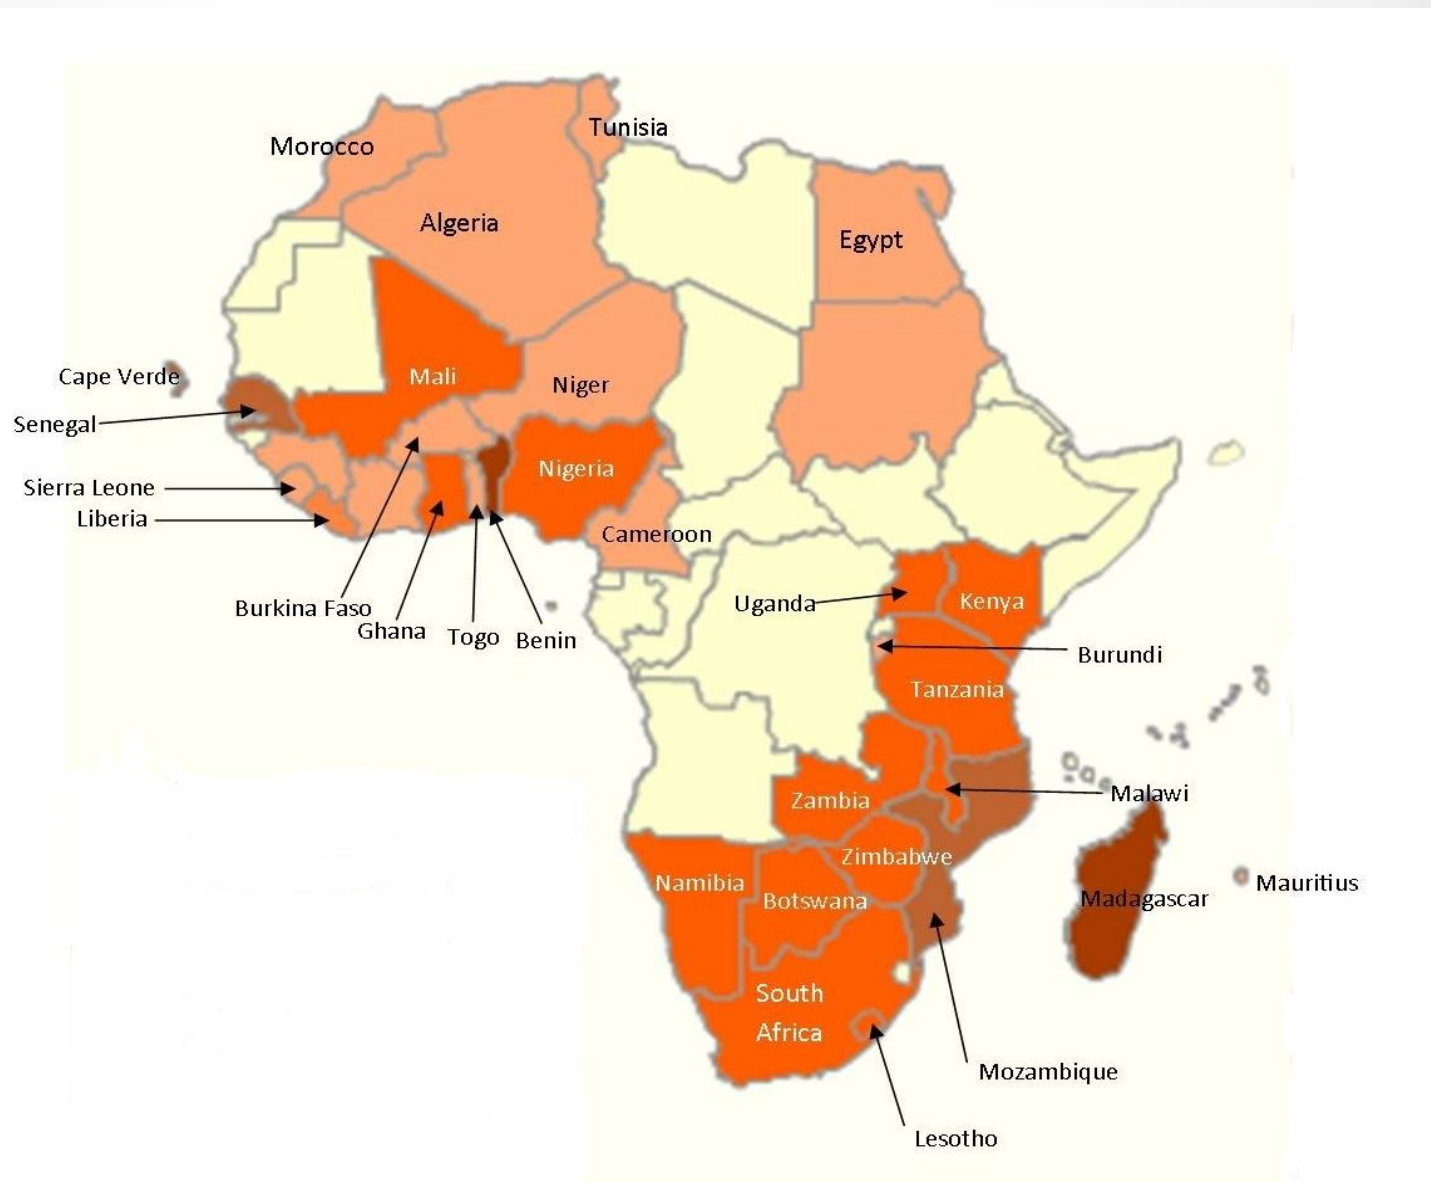 Tunisia
Morocco
Algeria
Egypt
Cape Verde
Mali
Niger
Senegal
Nigeria
Sierra Leone
Liberia
Cameroon
Uganda
Kenya
Burkina Faso
Ghana
Togo
Benin
Burundi
Tanzania
Malawi
Zambia
Zimbabwe
Namibia
Botswana
Madagascar
Mauritius
South
Africa
Mozambique
Lesotho